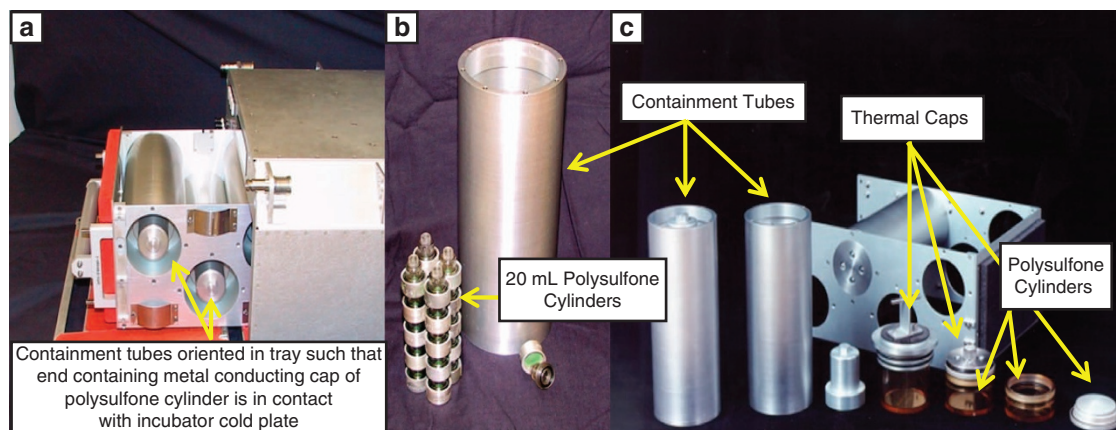 a
Containment tubes oriented in tray such that
end containing metal conducting cap of
polysulfone cylinder is in contact
with incubator cold plate
b
20 mL Polysulfone
Cylinders
c
Containment Tubes
Thermal Caps
Polysulfone
Cylinders